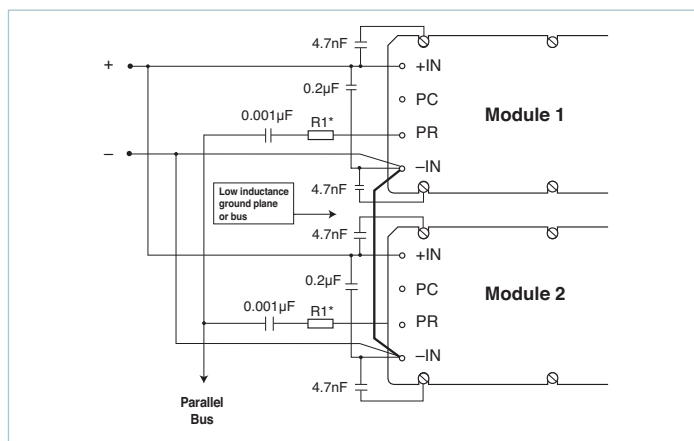 4.7nF
+
+IN
0.2µF
PC
Module 1
0.001µF
R1*
PR
–
–IN
4.7nF
Low inductance
ground plane
or bus
4.7nF
+IN
0.2µF
PC
Module 2
0.001µF
R1*
PR
–IN
4.7nF
Parallel
Bus